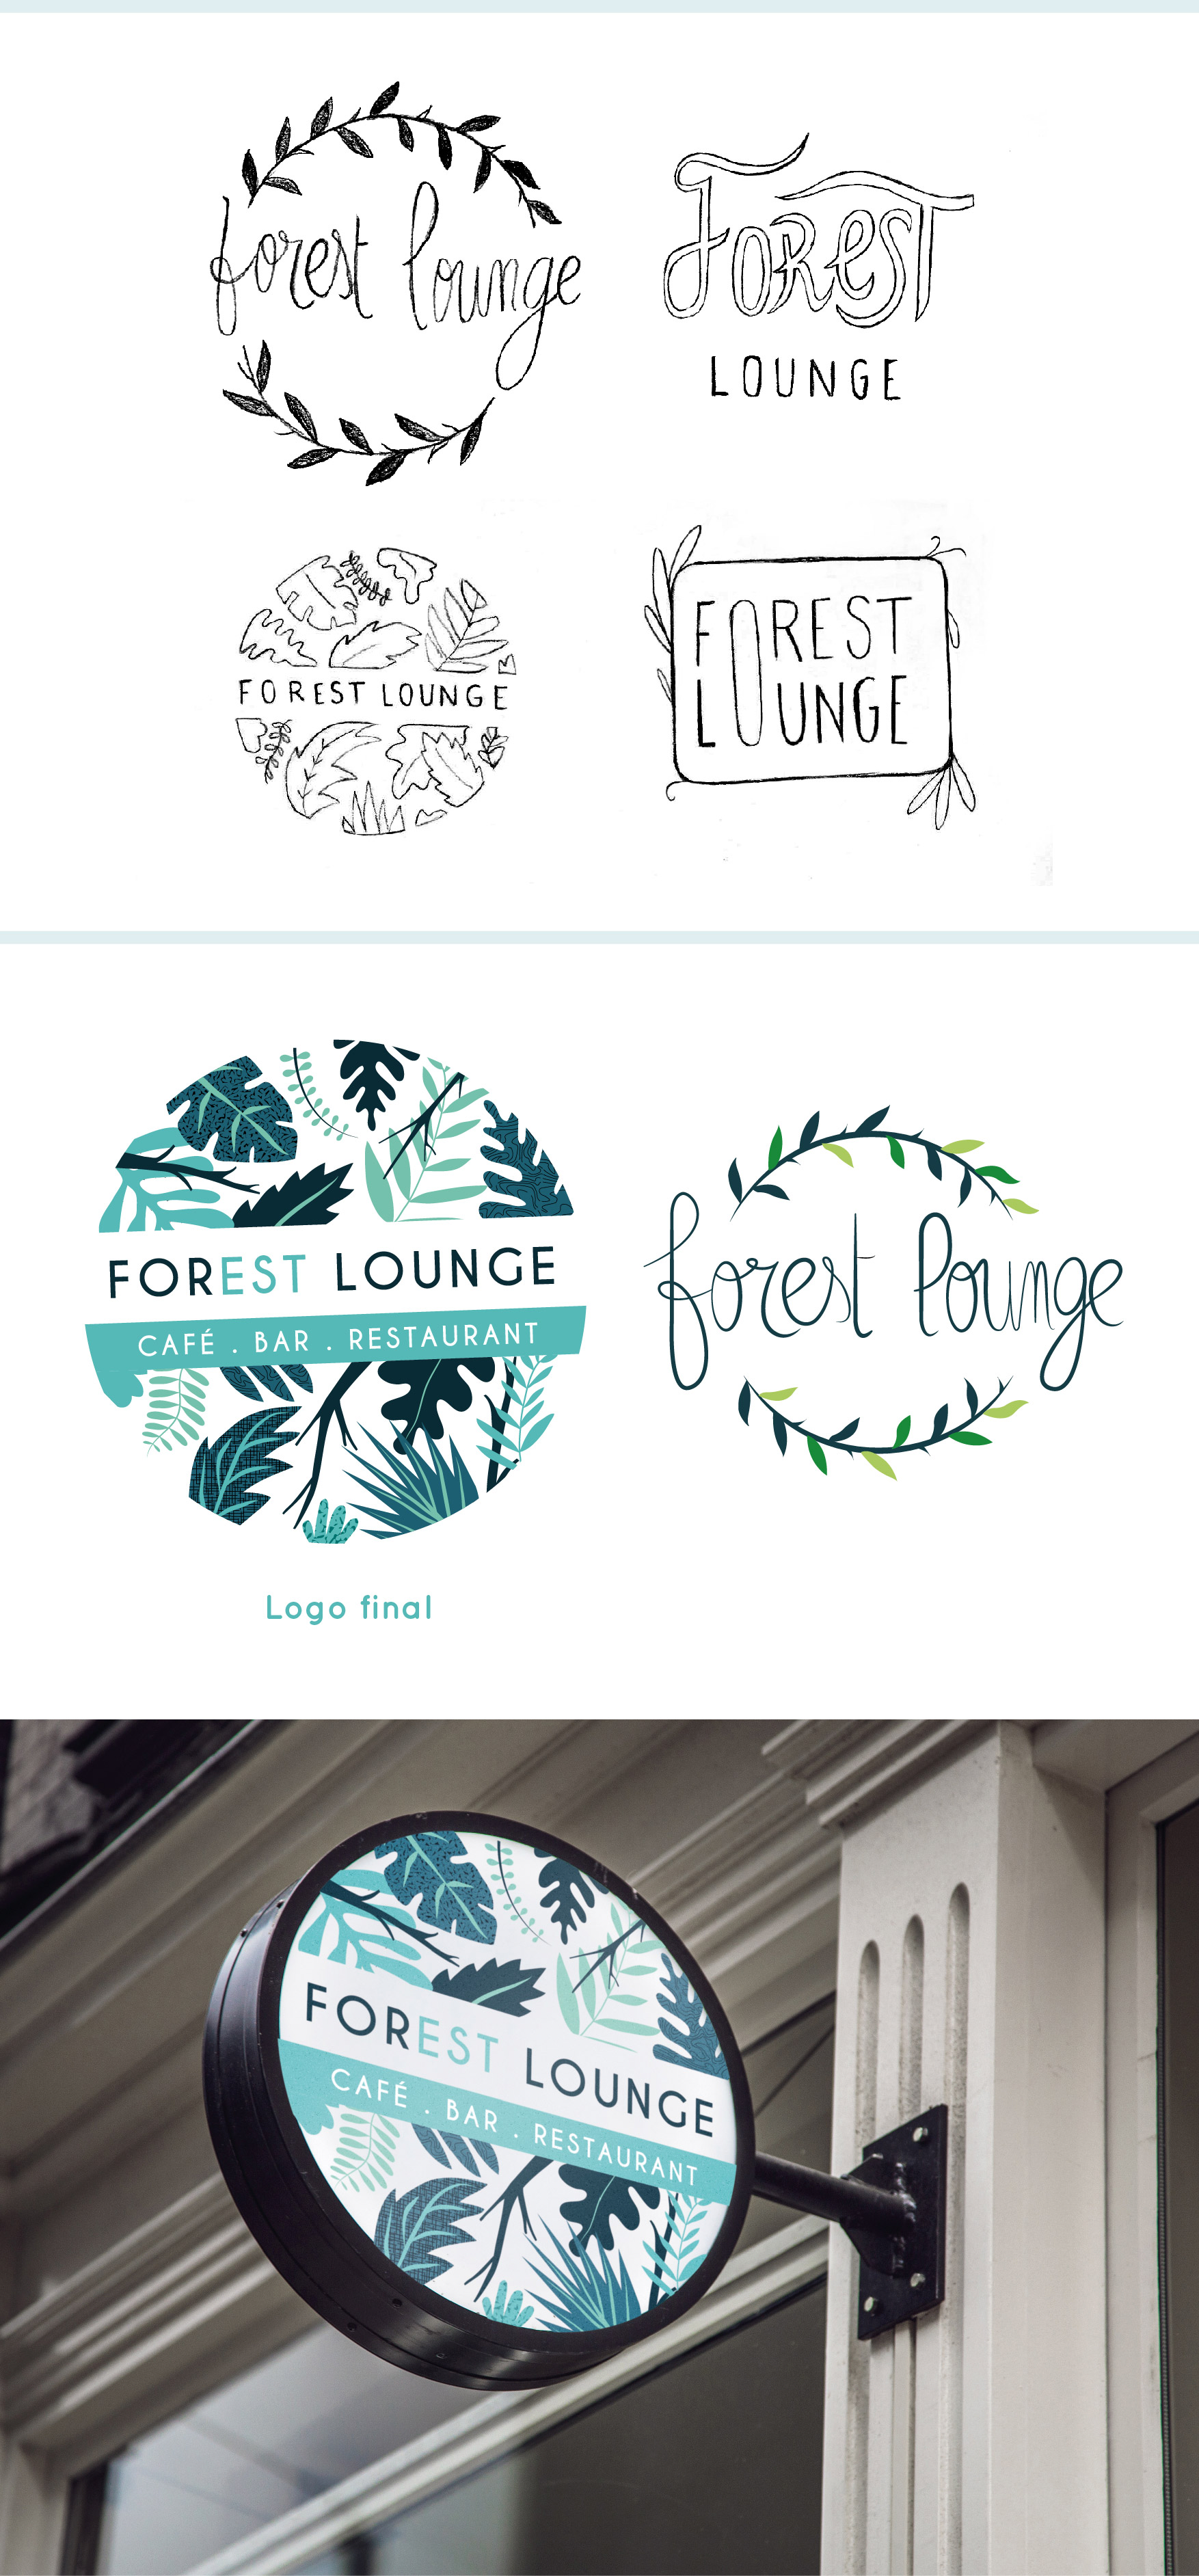 forest lounge
FOREST
LOUNGE
FOREST LOUNGE
FOREST
LOUNGE
FOREST LOUNGE
CAFÉ . BAR . RESTAURANT
forest lounge
Logo final
FOREST LOUNGE
CAFÉ . BAR . RESTAURANT